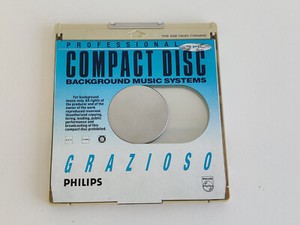 PROFESSIONAL
COMPACT DISC
BACKGROUND MUSIC SYSTEMS
For background
music only. All rights of
the producer and of the
owner of the work
reproduced reserved.
Unauthorised copying,
hiring, lending, public
performance and
broadcasting of this
compact disc prohibited.
GRAZIOSO
PHILIPS